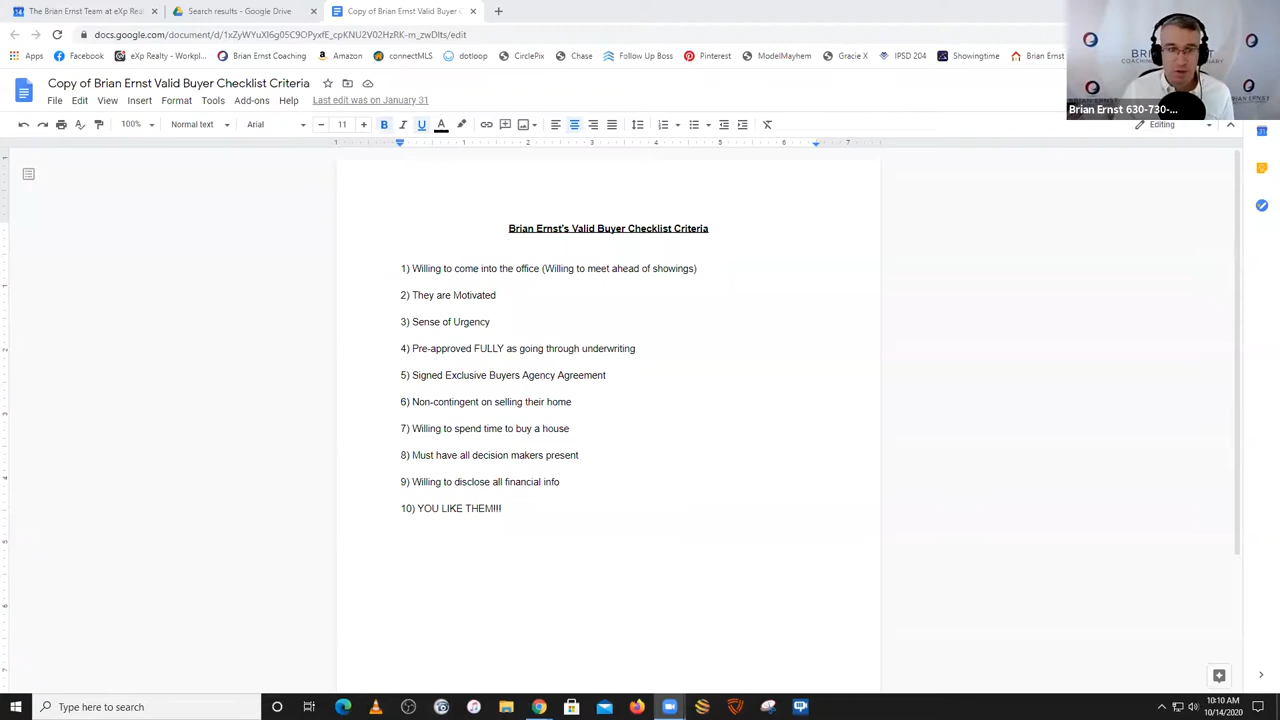 The Brian Ernst Team at eXp Real
Search results - Google Drive
Copy of Brian Ernst Valid Buyer C
docs.google.com/document/d/1xZyWYuXI6g05C9OPyxfE_cpKNU2V02HzRK-m_zwDIts/edit
Apps Facebook eXp Realty - Workpl... Brian Ernst Coaching Amazon connectMLS dotloop CirclePix Chase Follow Up Boss Pinterest ModelMayhem Gracie X IPSD 204 Showingtime Brian Ernst
Brian Ernst 630-730-...
Copy of Brian Ernst Valid Buyer Checklist Criteria
File Edit View Insert Format Tools Add-ons Help Last edit was on January 31
100% Normal text Arial 11 Editing
Brian Ernst's Valid Buyer Checklist Criteria
1) Willing to come into the office (Willing to meet ahead of showings)
2) They are Motivated
3) Sense of Urgency
4) Pre-approved FULLY as going through underwriting
5) Signed Exclusive Buyers Agency Agreement
6) Non-contingent on selling their home
7) Willing to spend time to buy a house
8) Must have all decision makers present
9) Willing to disclose all financial info
10) YOU LIKE THEM!!!
Type here to search
10:10 AM
10/14/2020